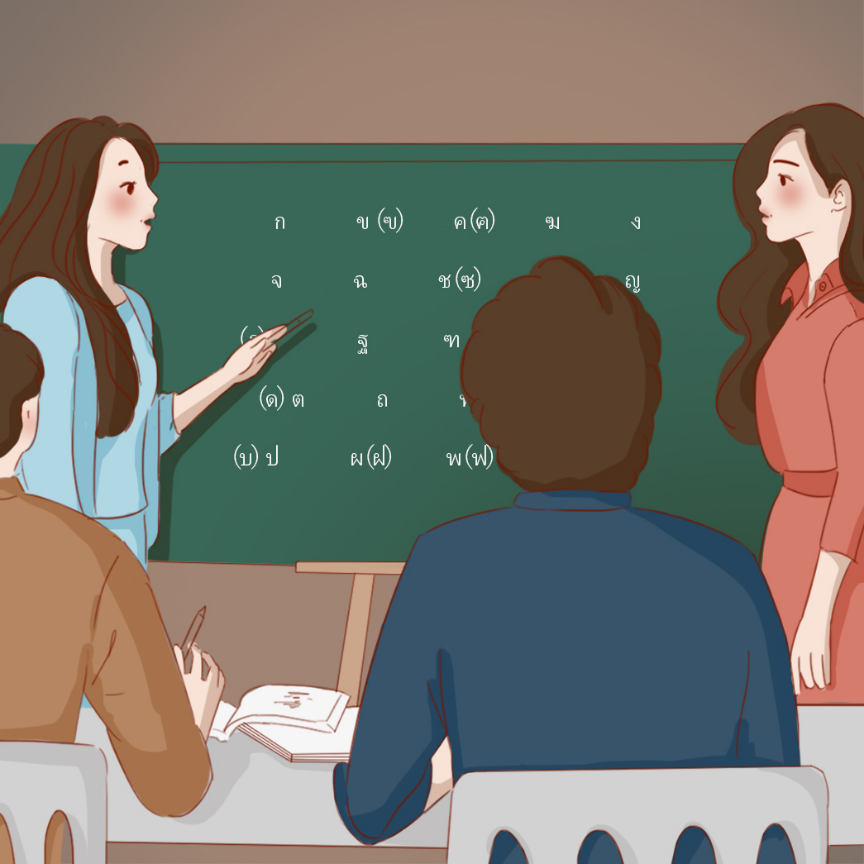 ก ข (ฃ) ค (ฅ) ฆ ง
จ ฉ ช (ซ) ญ
ฐ ฑ
(ด) ต ถ
(บ) ป ผ (ฝ) พ (ฟ)